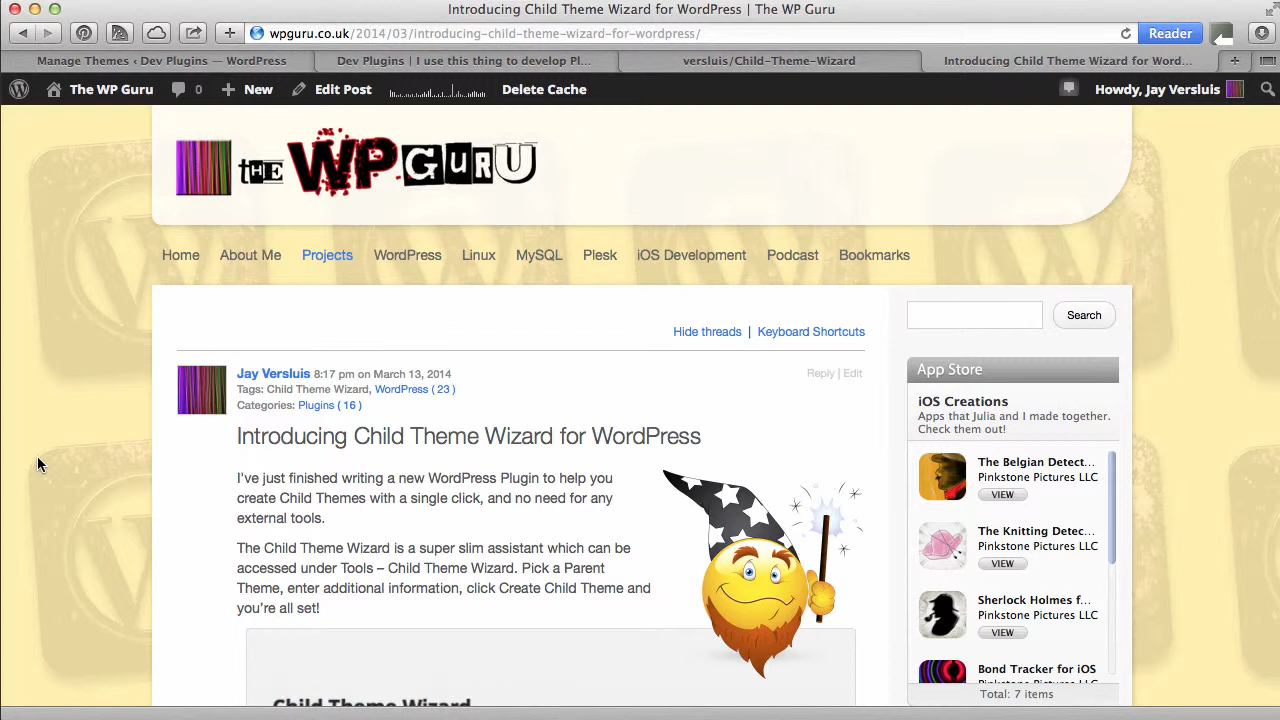 Introducing Child Theme Wizard for WordPress | The WP Guru
wpguru.co.uk/2014/03/introducing-child-theme-wizard-for-wordpress/
Reader
Manage Themes ‹ Dev Plugins — WordPress
Dev Plugins | I use this thing to develop Pl...
versluis/Child-Theme-Wizard
Introducing Child Theme Wizard for Word...
The WP Guru
0
New
Edit Post
Delete Cache
Howdy, Jay Versluis
the WP GURU
Home
About Me
Projects
WordPress
Linux
MySQL
Plesk
iOS Development
Podcast
Bookmarks
Hide threads | Keyboard Shortcuts
Jay Versluis 8:17 pm on March 13, 2014
Reply | Edit
Tags: Child Theme Wizard, WordPress ( 23 )
Categories: Plugins ( 16 )
Introducing Child Theme Wizard for WordPress
I've just finished writing a new WordPress Plugin to help you
create Child Themes with a single click, and no need for any
external tools.
The Child Theme Wizard is a super slim assistant which can be
accessed under Tools – Child Theme Wizard. Pick a Parent
Theme, enter additional information, click Create Child Theme and
you're all set!
Child Theme Wizard
Search
App Store
iOS Creations
Apps that Julia and I made together.
Check them out!
The Belgian Detect...
Pinkstone Pictures LLC
VIEW
The Knitting Detec...
Pinkstone Pictures LLC
VIEW
Sherlock Holmes f...
Pinkstone Pictures LLC
VIEW
Bond Tracker for iOS
Pinkstone Pictures LLC
Total: 7 items